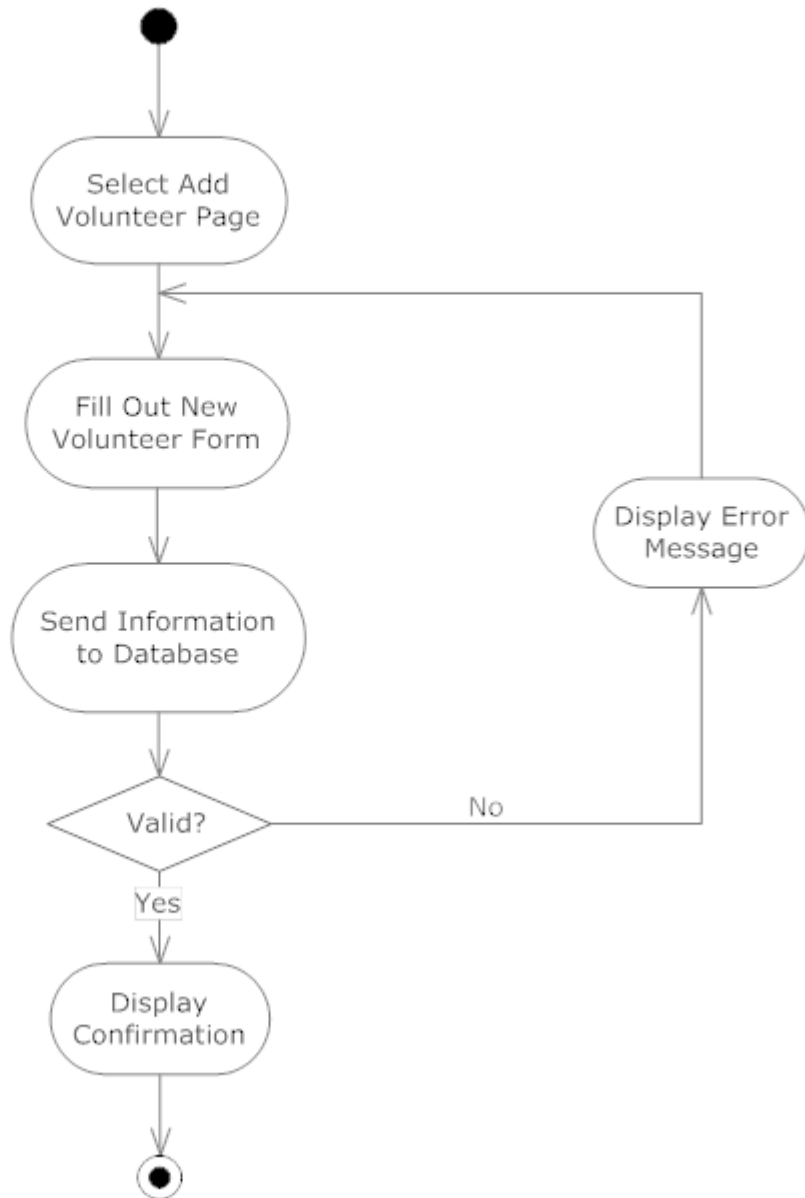 Select Add
Volunteer Page
Fill Out New
Volunteer Form
Display Error
Message
Send Information
to Database
Valid?
No
Yes
Display
Confirmation